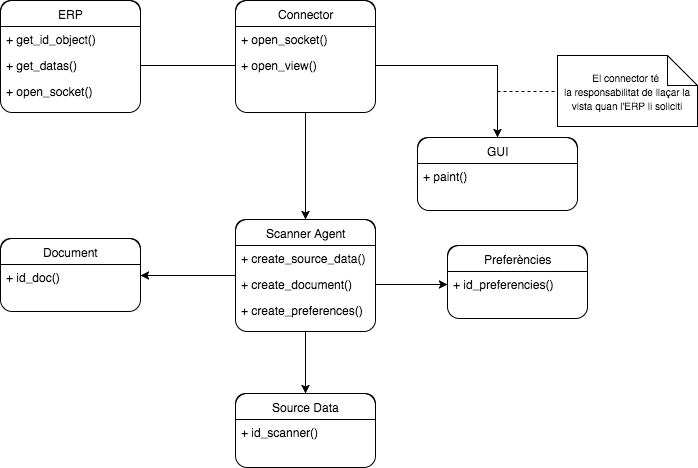 ERP
+ get_id_object()
+ get_datas()
+ open_socket()
Connector
+ open_socket()
+ open_view()
El connector té
la responsabilitat de llaçar la
vista quan l'ERP li soliciti
GUI
+ paint()
Scanner Agent
+ create_source_data()
+ create_document()
+ create_preferences()
Document
+ id_doc()
Preferències
+ id_preferencies()
Source Data
+ id_scanner()